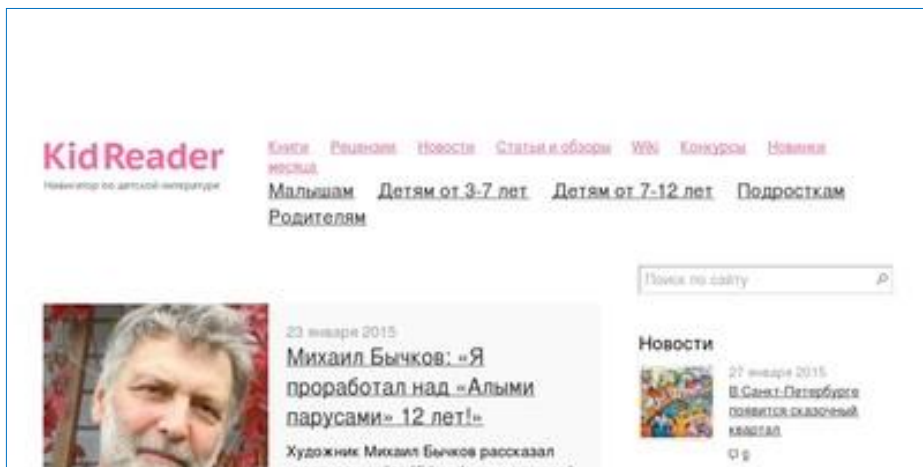 KidReader
Навигатор по детской литературе
Книги Рецензии Новости Статьи и обзоры Wiki Конкурсы Новинки
месяца
Малышам Детям от 3-7 лет Детям от 7-12 лет Подросткам
Родителям
Поиск по сайту
23 января 2015
Михаил Бычков: «Я
проработал над «Алыми
парусами» 12 лет!»
Художник Михаил Бычков рассказал
Новости
27 января 2015
В Санкт-Петербурге
появится сказочный
квартал
0